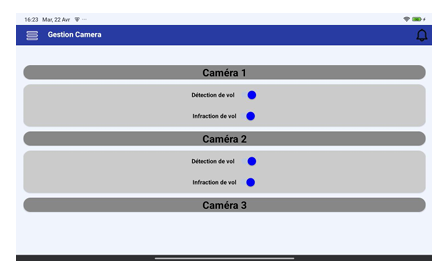 16:23 Mar, 22 Avr
Gestion Camera
Caméra 1
Détection de vol
Infraction de vol
Caméra 2
Détection de vol
Infraction de vol
Caméra 3